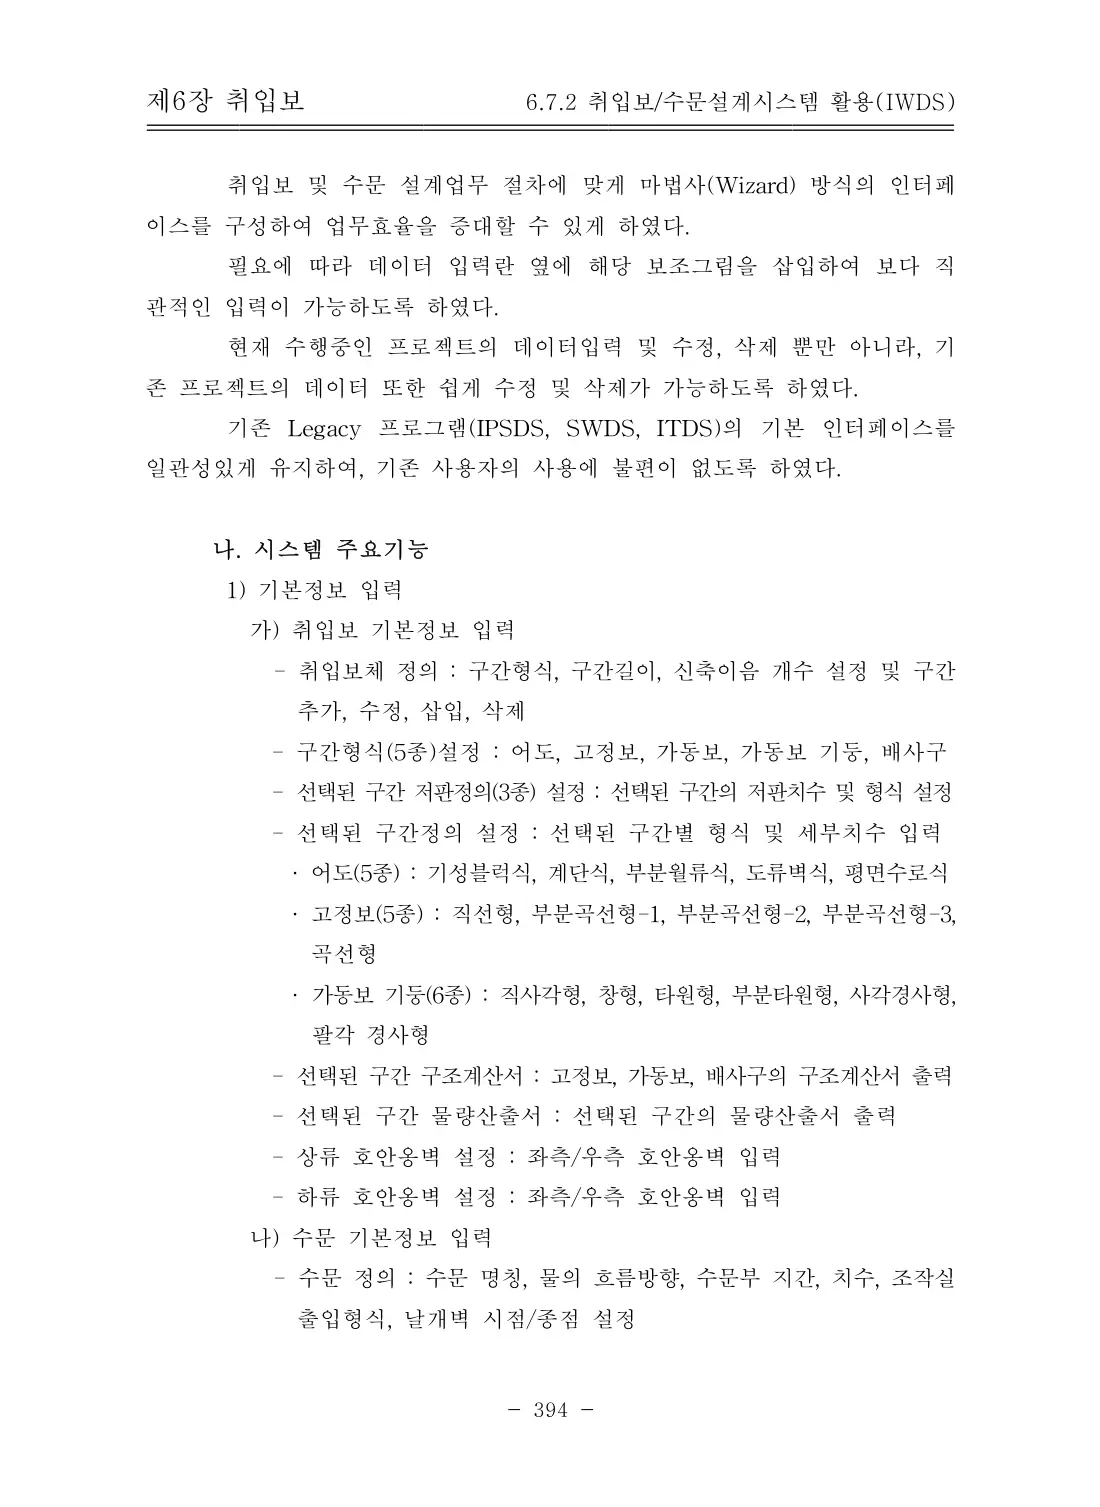 제6장 취입보 6.7.2 취입보/수문설계시스템 활용(IWDS)
취입보 및 수문 설계업무 절차에 맞게 마법사(Wizard) 방식의 인터페
이스를 구성하여 업무효율을 증대할 수 있게 하였다.
필요에 따라 데이터 입력란 옆에 해당 보조그림을 삽입하여 보다 직
관적인 입력이 가능하도록 하였다.
현재 수행중인 프로젝트의 데이터입력 및 수정, 삭제 뿐만 아니라, 기
존 프로젝트의 데이터 또한 쉽게 수정 및 삭제가 가능하도록 하였다.
기존 Legacy 프로그램(IPSDS, SWDS, ITDS)의 기본 인터페이스를
일관성있게 유지하여, 기존 사용자의 사용에 불편이 없도록 하였다.
나. 시스템 주요기능
1) 기본정보 입력
가) 취입보 기본정보 입력
- 취입보체 정의 : 구간형식, 구간길이, 신축이음 개수 설정 및 구간
추가, 수정, 삽입, 삭제
- 구간형식(5종)설정 : 어도, 고정보, 가동보, 가동보 기둥, 배사구
- 선택된 구간 저판정의(3종) 설정 : 선택된 구간의 저판치수 및 형식 설정
- 선택된 구간정의 설정 : 선택된 구간별 형식 및 세부치수 입력
· 어도(5종) : 기성블럭식, 계단식, 부분월류식, 도류벽식, 평면수로식
· 고정보(5종) : 직선형, 부분곡선형-1, 부분곡선형-2, 부분곡선형-3,
곡선형
· 가동보 기둥(6종) : 직사각형, 창형, 타원형, 부분타원형, 사각경사형,
팔각 경사형
- 선택된 구간 구조계산서 : 고정보, 가동보, 배사구의 구조계산서 출력
- 선택된 구간 물량산출서 : 선택된 구간의 물량산출서 출력
- 상류 호안옹벽 설정 : 좌측/우측 호안옹벽 입력
- 하류 호안옹벽 설정 : 좌측/우측 호안옹벽 입력
나) 수문 기본정보 입력
- 수문 정의 : 수문 명칭, 물의 흐름방향, 수문부 지간, 치수, 조작실
출입형식, 날개벽 시점/종점 설정
- 394 -